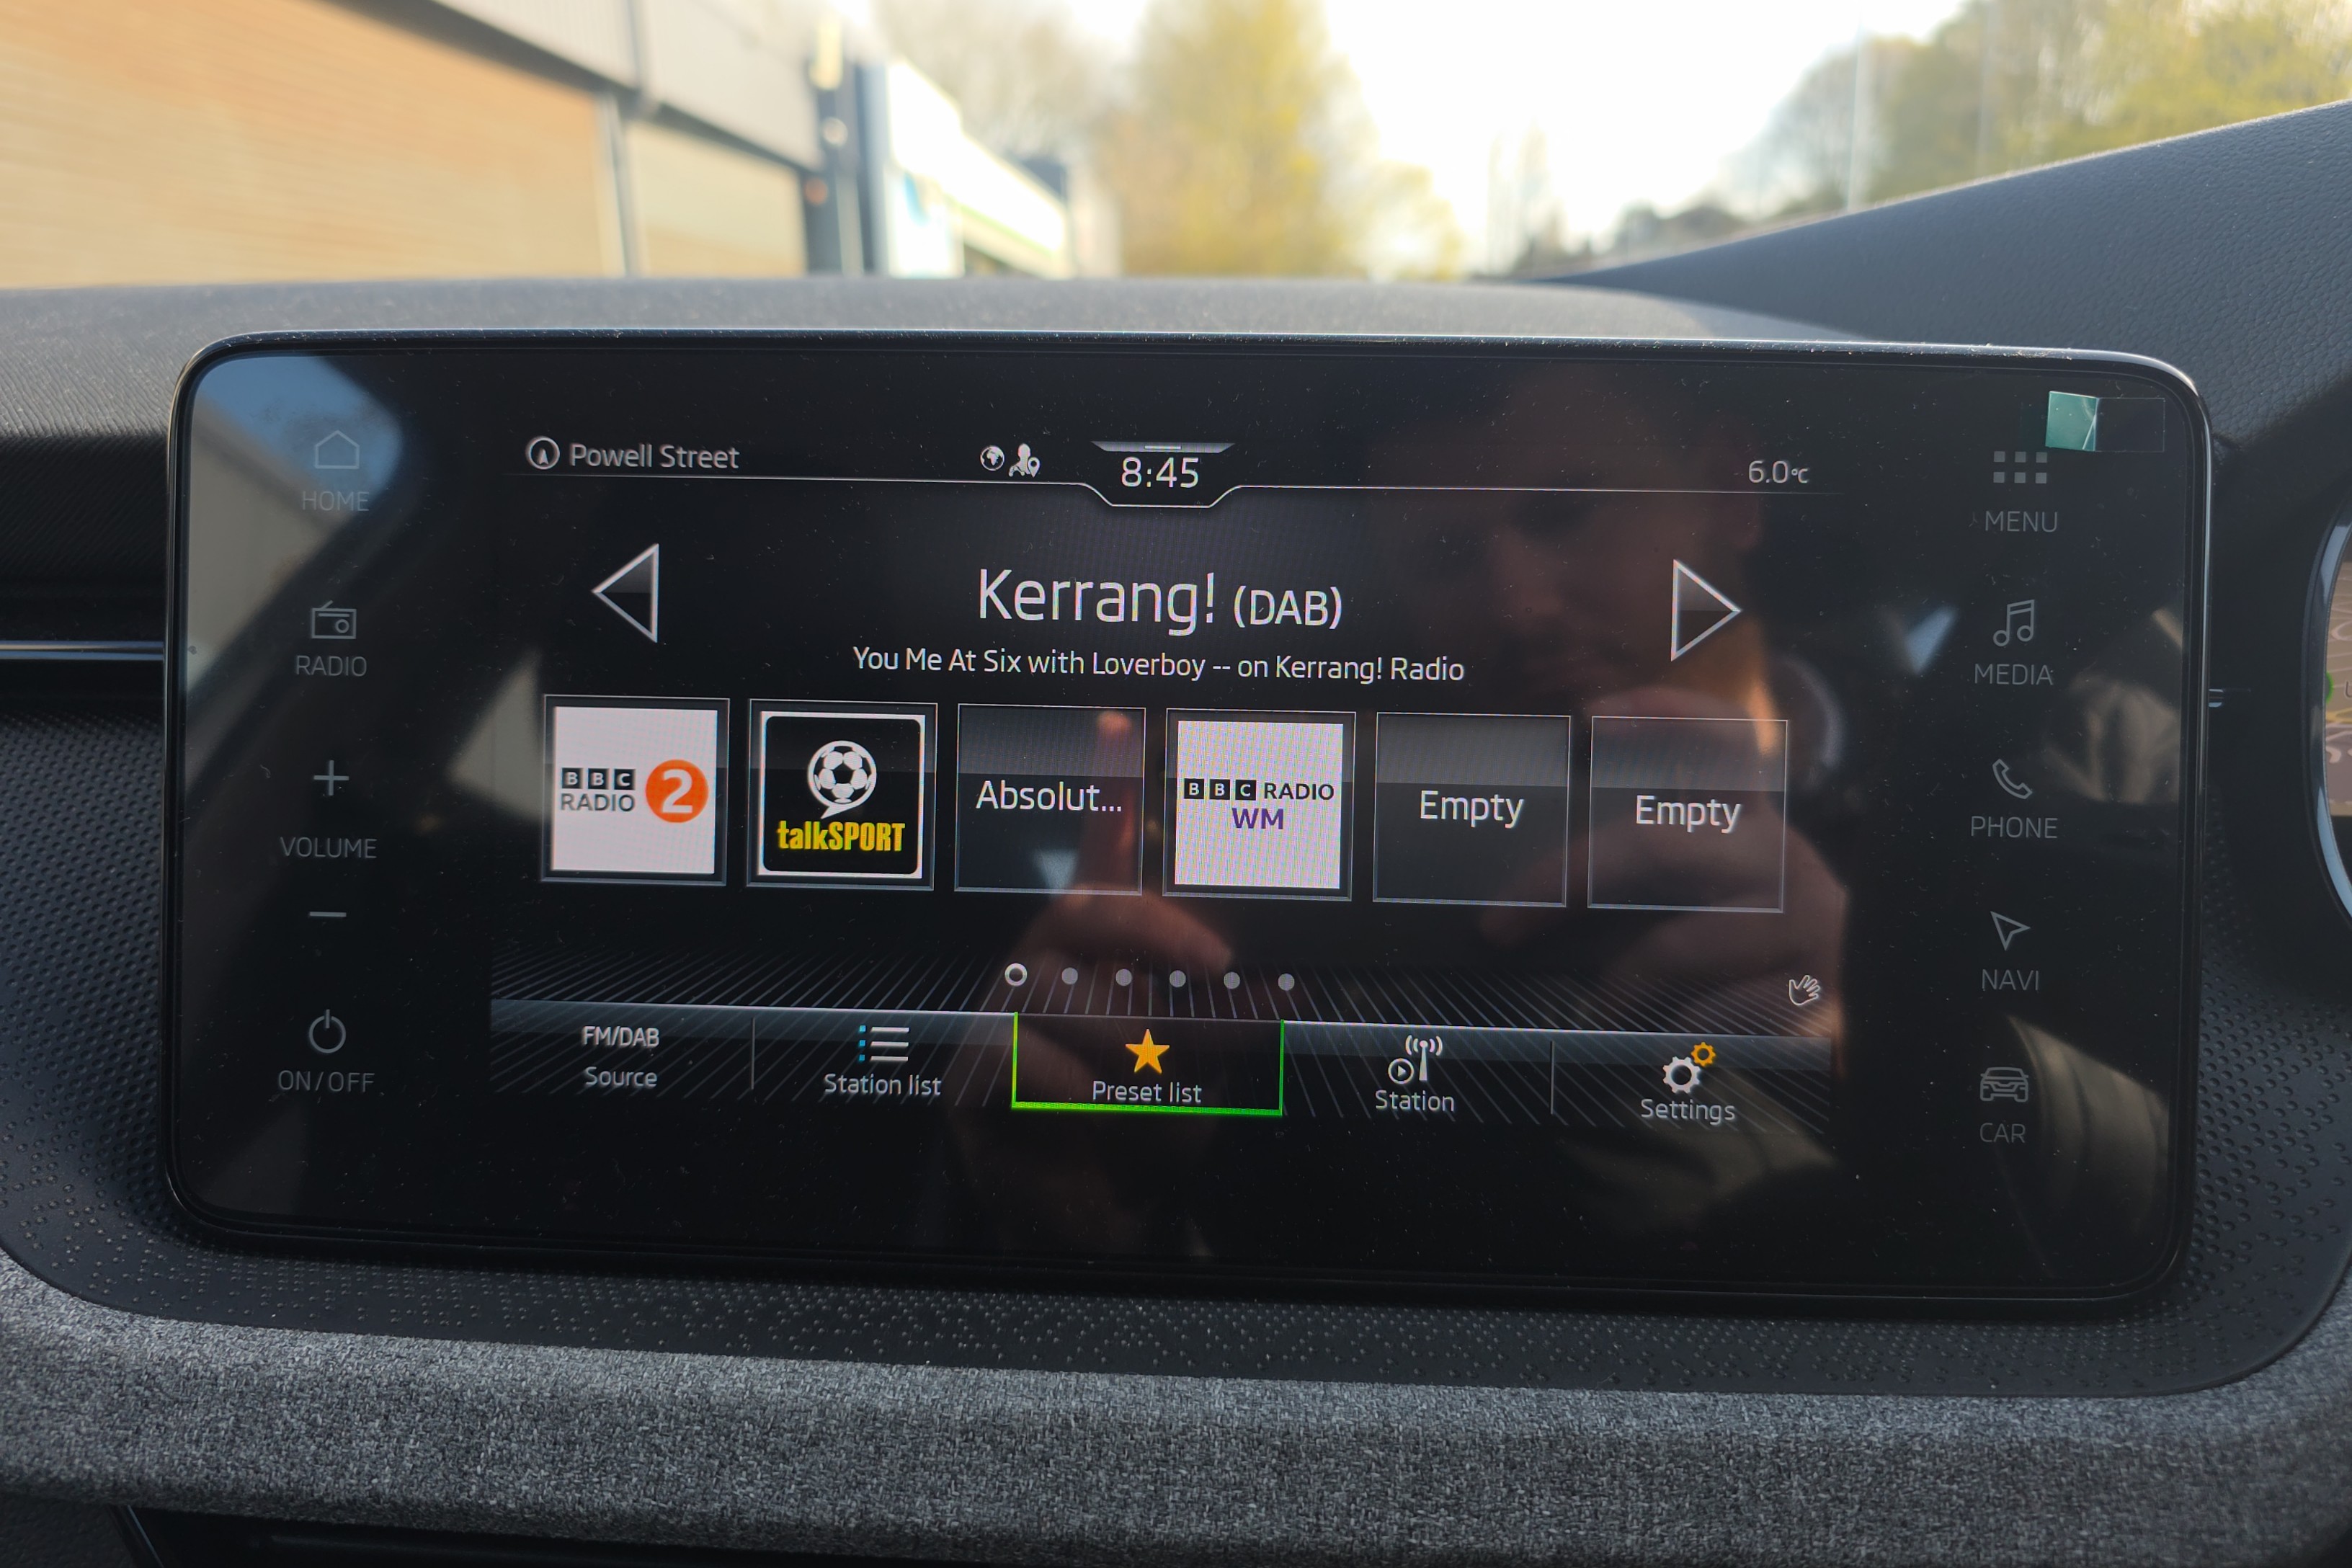 Powell Street
8:45
6.0°C
HOME
MENU
Kerrang! (DAB)
You Me At Six with Loverboy -- on Kerrang! Radio
RADIO
MEDIA
BBC
RADIO 2
talkSPORT
Absolut...
BBC RADIO
WM
Empty
Empty
VOLUME
PHONE
NAVI
FM/DAB
Source
Station list
Preset list
Station
Settings
ON/OFF
CAR